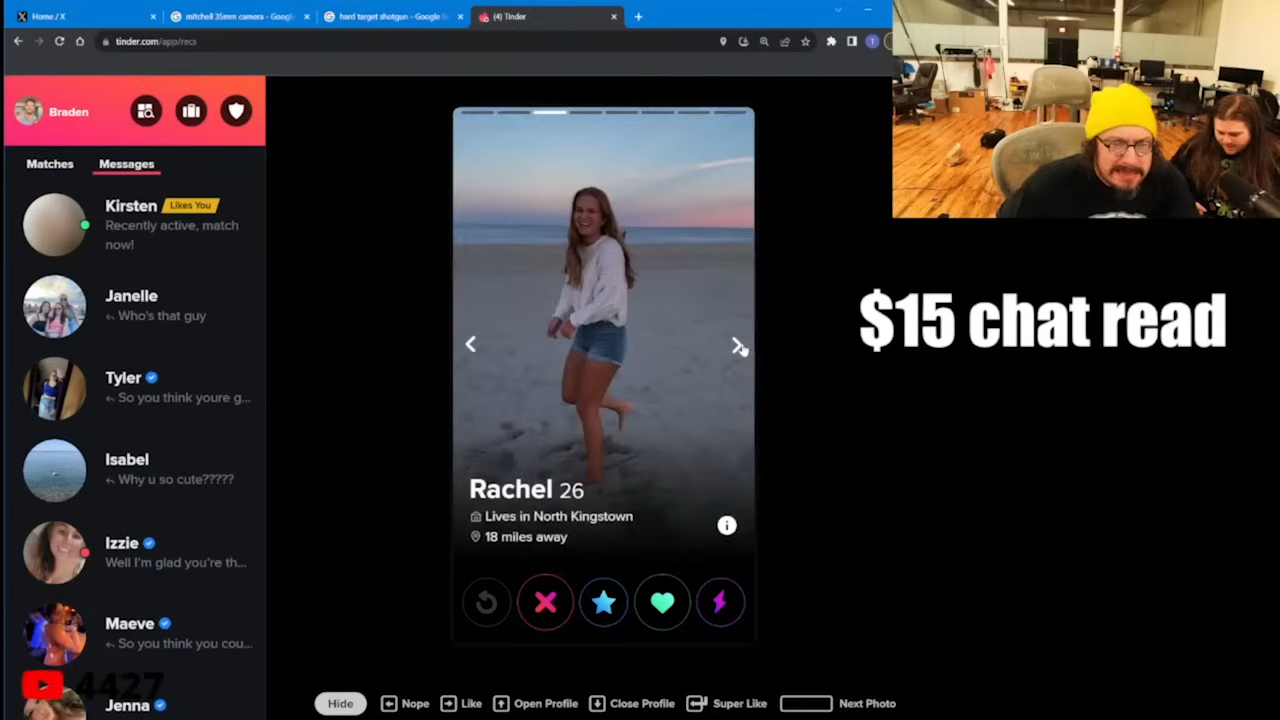 Home / X
mitchell 35mm camera - Goog
hard target shotgun - Google S
(4) Tinder
tinder.com/app/recs
T
Braden
Matches
Messages
Kirsten Likes You
Recently active, match
now!
Janelle
Who's that guy
Tyler
So you think youre g...
Isabel
Why u so cute?????
Izzie
Well I'm glad you're th...
Maeve
So you think you cou...
4427
Jenna
Rachel 26
Lives in North Kingstown
18 miles away
$15 chat read
Hide Nope Like Open Profile Close Profile Super Like Next Photo